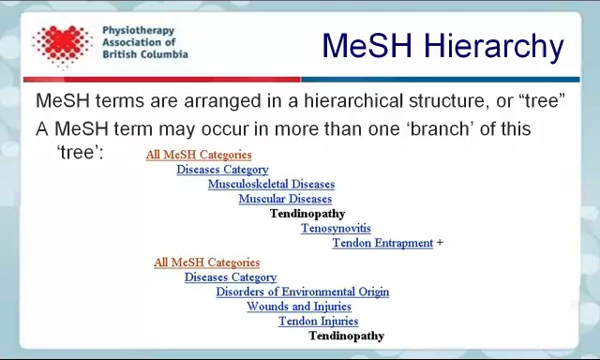 Physiotherapy
Association of
British Columbia
MeSH Hierarchy
MeSH terms are arranged in a hierarchical structure, or “tree”
A MeSH term may occur in more than one ‘branch’ of this
‘tree’:
All MeSH Categories
Diseases Category
Musculoskeletal Diseases
Muscular Diseases
Tendinopathy
Tenosynovitis
Tendon Entrapment +
All MeSH Categories
Diseases Category
Disorders of Environmental Origin
Wounds and Injuries
Tendon Injuries
Tendinopathy